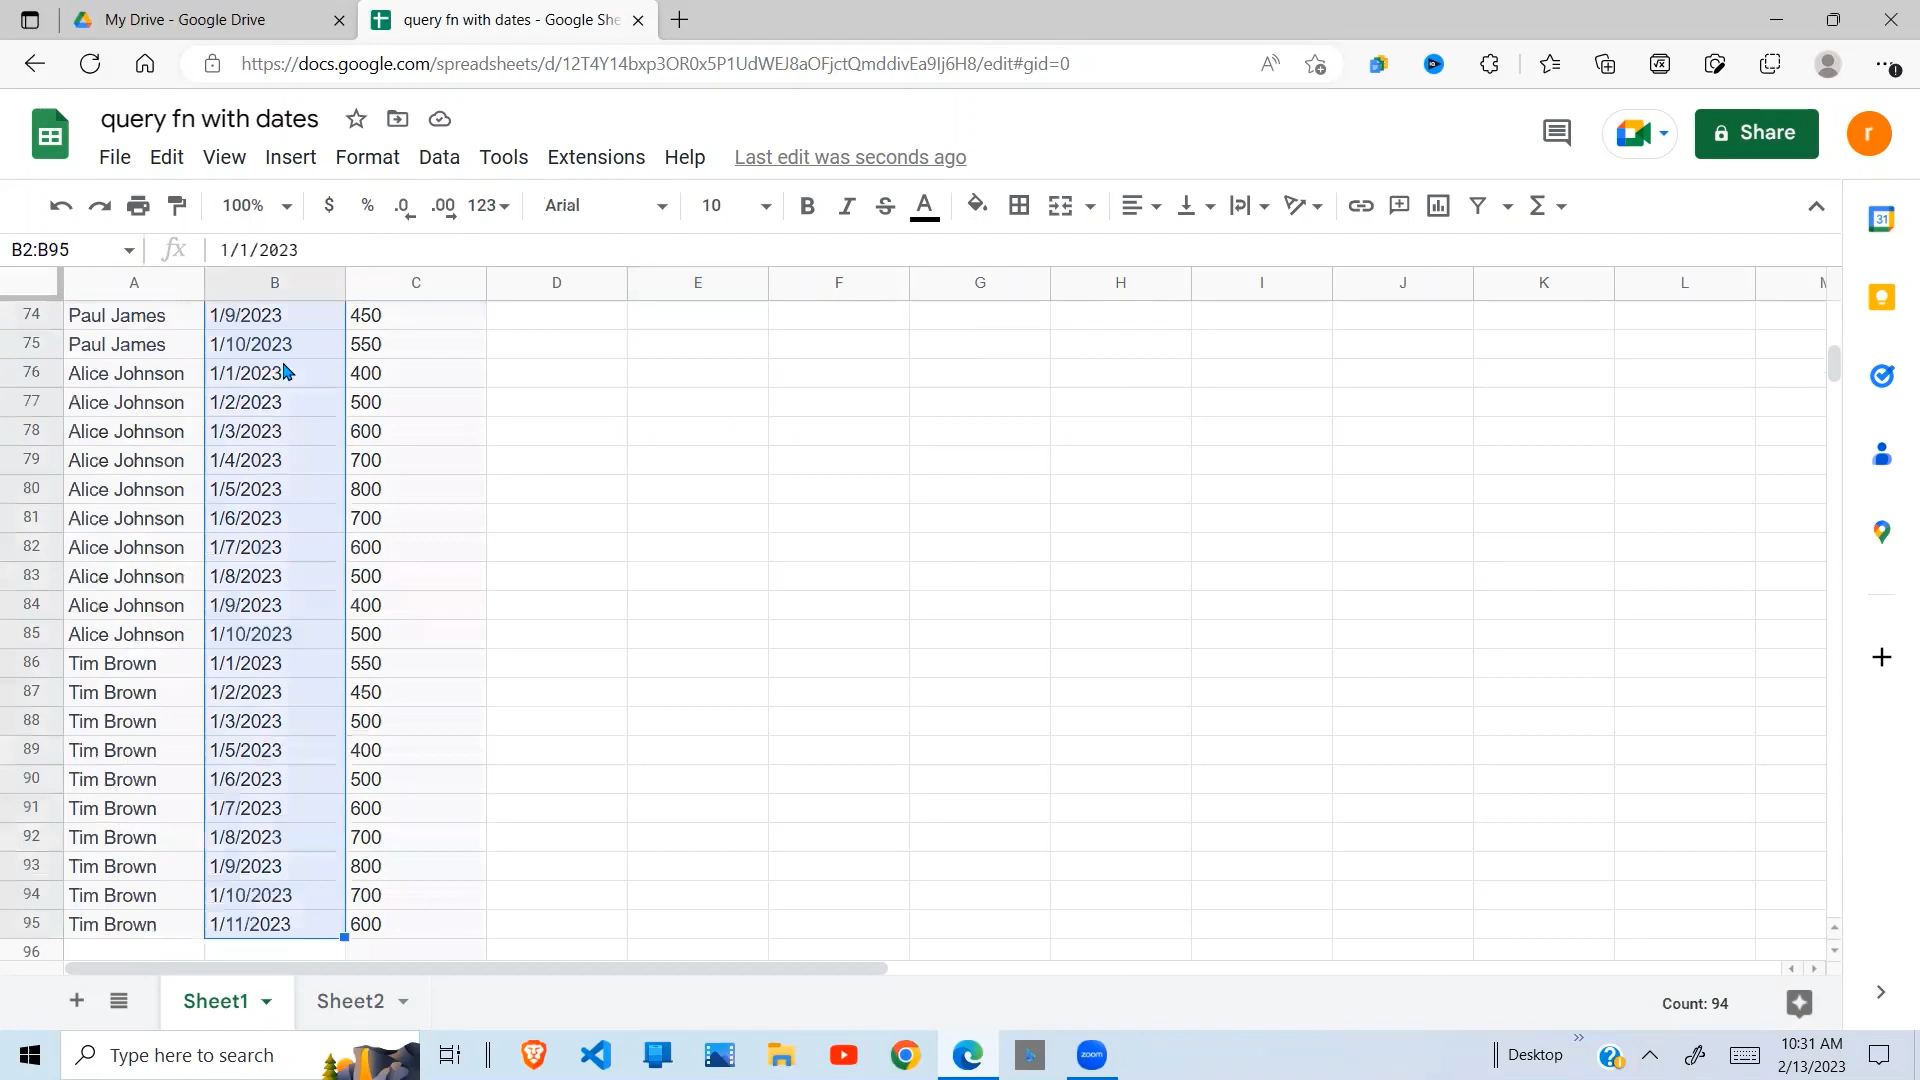 My Drive - Google Drive
query fn with dates - Google She
https://docs.google.com/spreadsheets/d/12T4Y14bxp3OR0x5P1UdWEJ8aOFjctQmddivEa9Ij6H8/edit#gid=0
query fn with dates
Share
r
File Edit View Insert Format Data Tools Extensions Help Last edit was seconds ago
100% $ % .0 .00 123 Arial 10 B I S A
B2:B95 fx 1/1/2023
A B C D E F G H I J K L
74 Paul James 1/9/2023 450
75 Paul James 1/10/2023 550
76 Alice Johnson 1/1/2023 400
77 Alice Johnson 1/2/2023 500
78 Alice Johnson 1/3/2023 600
79 Alice Johnson 1/4/2023 700
80 Alice Johnson 1/5/2023 800
81 Alice Johnson 1/6/2023 700
82 Alice Johnson 1/7/2023 600
83 Alice Johnson 1/8/2023 500
84 Alice Johnson 1/9/2023 400
85 Alice Johnson 1/10/2023 500
86 Tim Brown 1/1/2023 550
87 Tim Brown 1/2/2023 450
88 Tim Brown 1/3/2023 500
89 Tim Brown 1/5/2023 400
90 Tim Brown 1/6/2023 500
91 Tim Brown 1/7/2023 600
92 Tim Brown 1/8/2023 700
93 Tim Brown 1/9/2023 800
94 Tim Brown 1/10/2023 700
95 Tim Brown 1/11/2023 600
96
Sheet1 Sheet2 Count: 94
Type here to search zoom Desktop 10:31 AM
2/13/2023